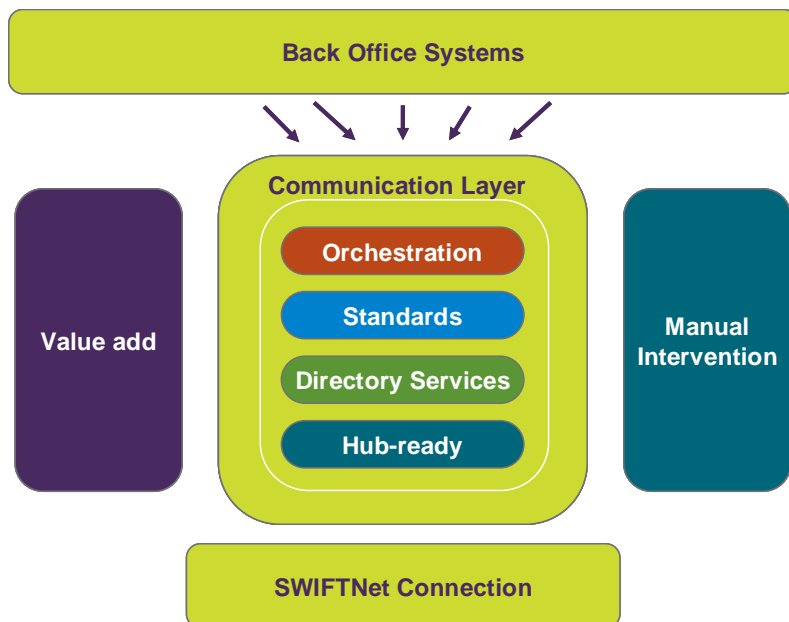 Back Office Systems
Communication Layer
Orchestration
Standards
Directory Services
Hub-ready
Value add
Manual
Intervention
SWIFTNet Connection